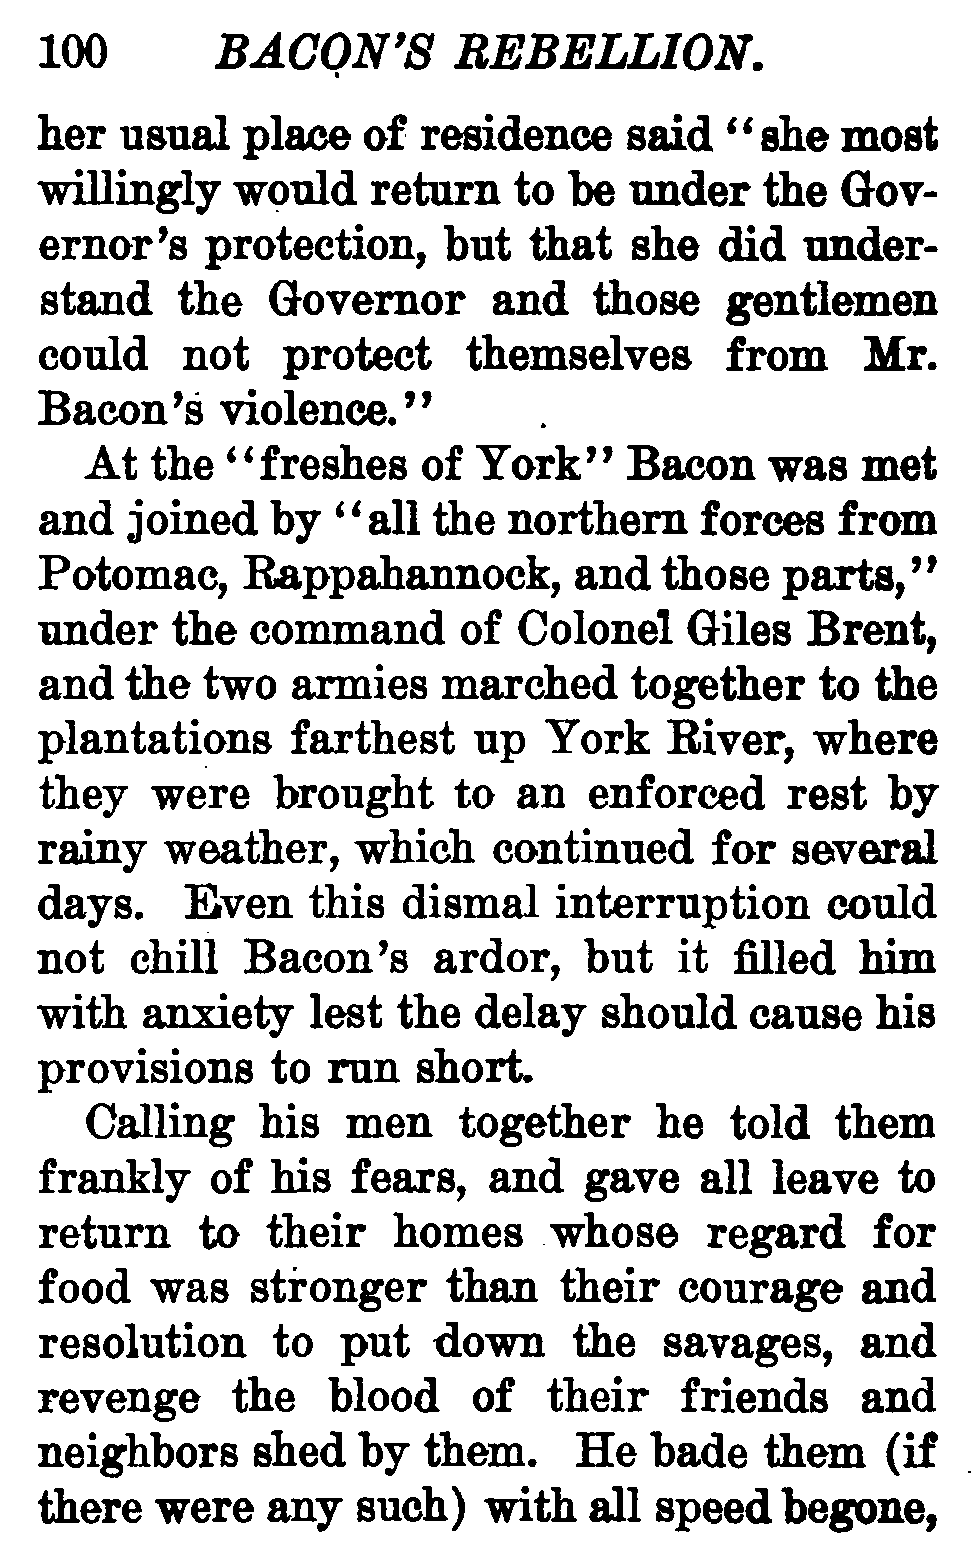 100 BACON'S REBELLION.
her usual place of residence said "she most
willingly would return to be under the Gov-
ernor's protection, but that she did under-
stand the Governor and those gentlemen
could not protect themselves from Mr.
Bacon's violence."
At the "freshes of York" Bacon was met
and joined by "all the northern forces from
Potomac, Rappahannock, and those parts,"
under the command of Colonel Giles Brent,
and the two armies marched together to the
plantations farthest up York River, where
they were brought to an enforced rest by
rainy weather, which continued for several
days. Even this dismal interruption could
not chill Bacon's ardor, but it filled him
with anxiety lest the delay should cause his
provisions to run short.
Calling his men together he told them
frankly of his fears, and gave all leave to
return to their homes whose regard for
food was stronger than their courage and
resolution to put down the savages, and
revenge the blood of their friends and
neighbors shed by them. He bade them (if
there were any such) with all speed begone,